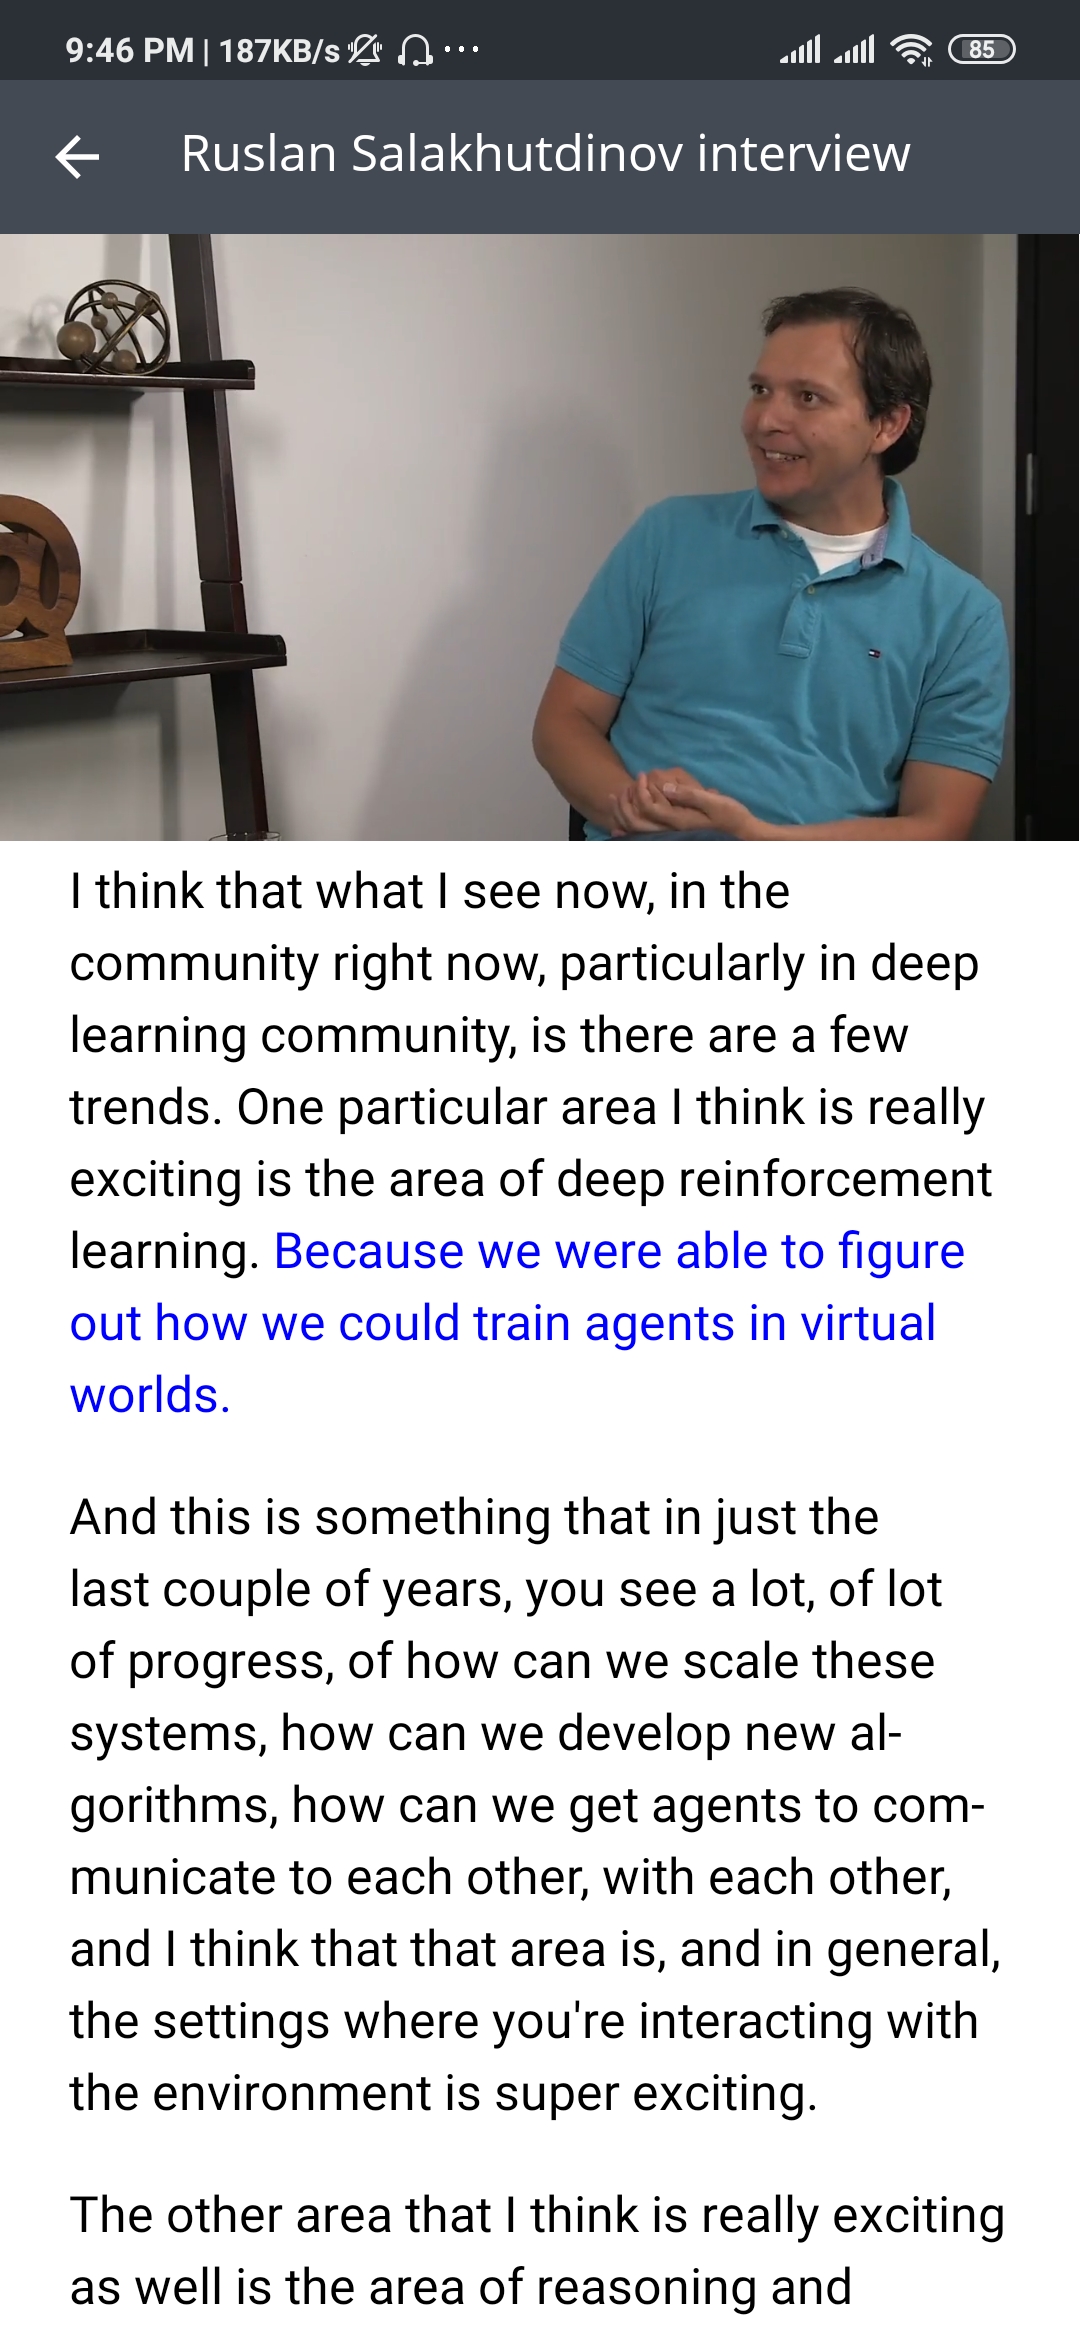 9:46 PM | 187KB/s ... 85
Ruslan Salakhutdinov interview
I think that what I see now, in the
community right now, particularly in deep
learning community, is there are a few
trends. One particular area I think is really
exciting is the area of deep reinforcement
learning. Because we were able to figure
out how we could train agents in virtual
worlds.
And this is something that in just the
last couple of years, you see a lot, of lot
of progress, of how can we scale these
systems, how can we develop new al-
gorithms, how can we get agents to com-
municate to each other, with each other,
and I think that that area is, and in general,
the settings where you're interacting with
the environment is super exciting.
The other area that I think is really exciting
as well is the area of reasoning and